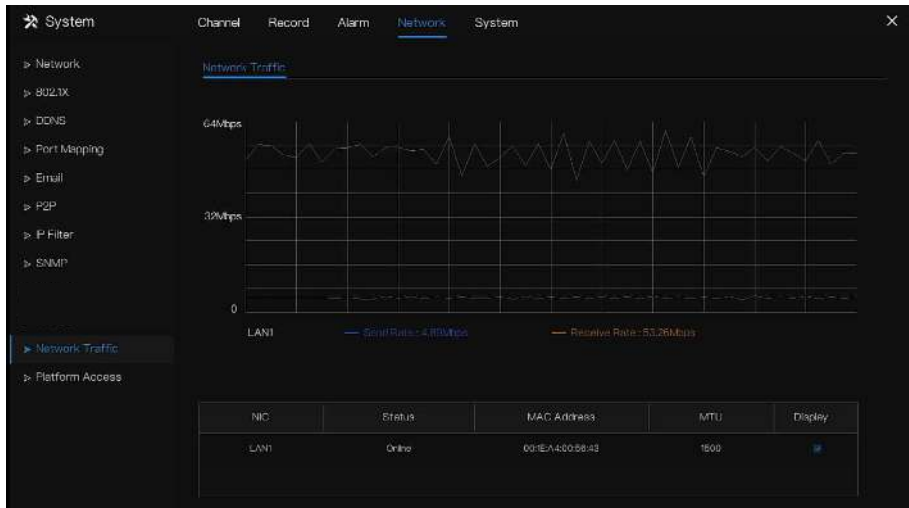 System
Channel Record Alarm Network System
Network
802.1X
DDNS
Port Mapping
Email
P2P
IP Filter
SNMP
Network Traffic
Platform Access
Network Traffic
64Mbps
32Mbps
0
LAN1 Send Rate : 4.89Mbps Receive Rate : 53.26Mbps
NIC Status MAC Address MTU Display
LAN1 Online 00:1E:A4:00:56:43 1500